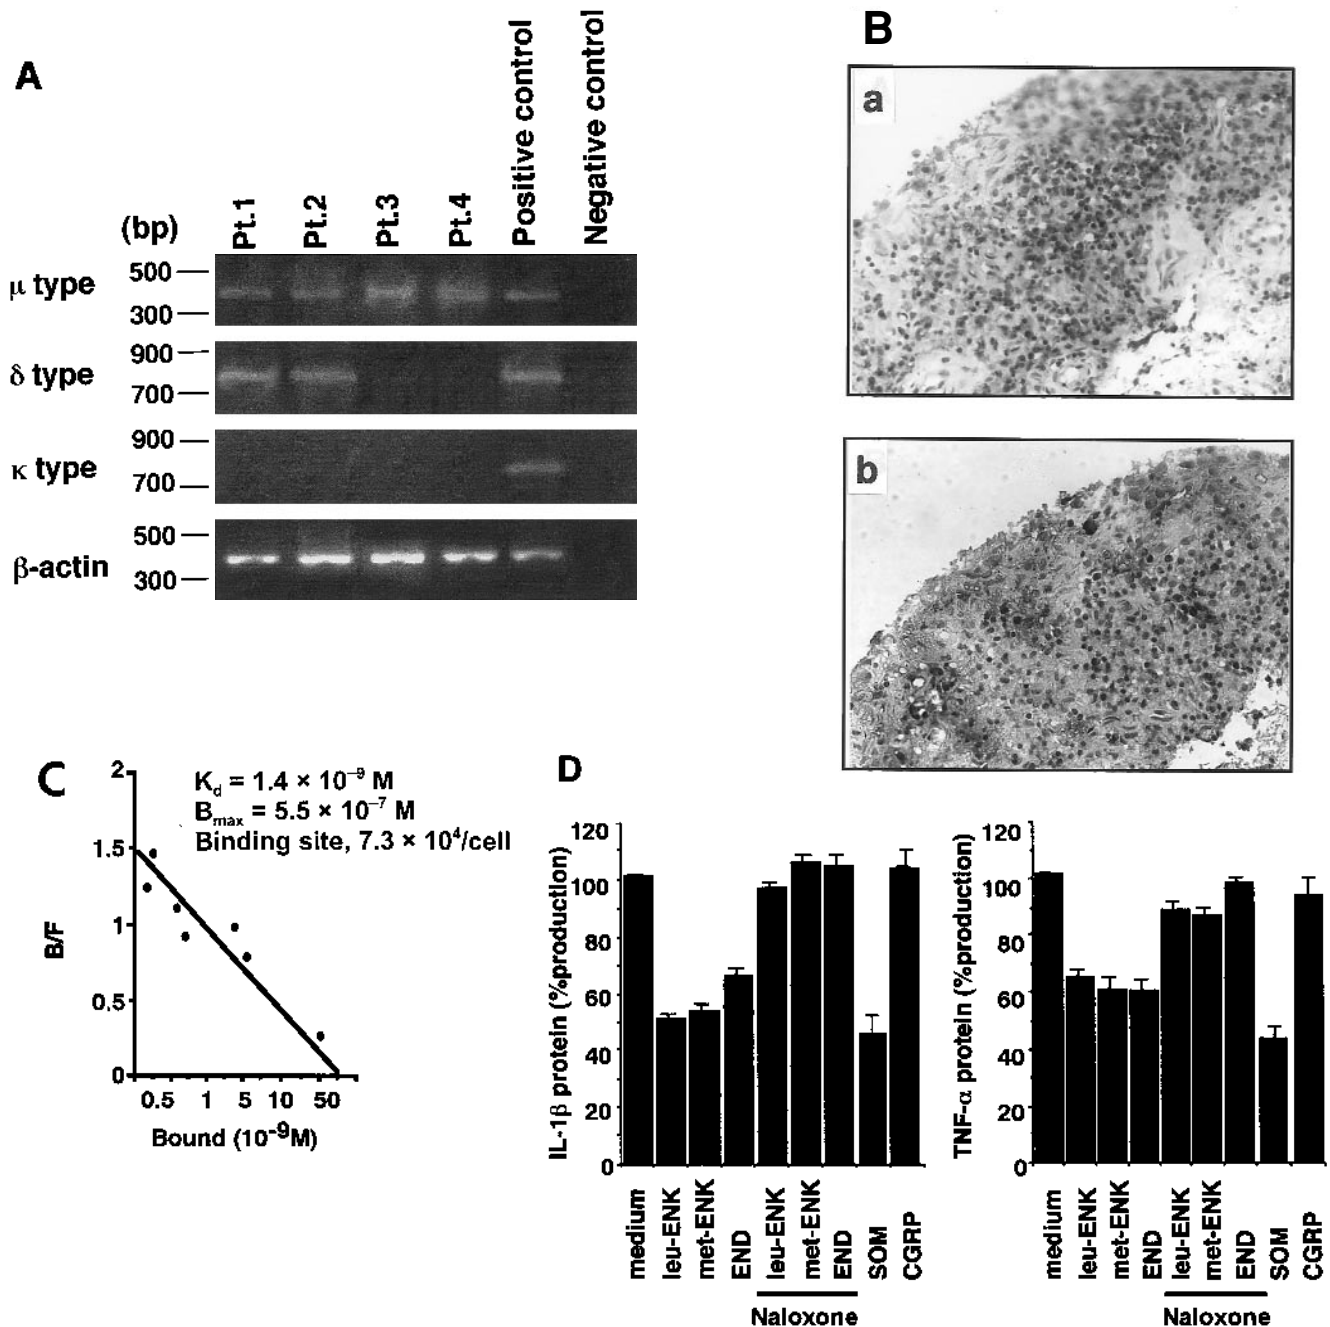 A
(bp)
Pt.1
Pt.2
Pt.3
Pt.4
Positive control
Negative control
μ type
500
300
δ type
900
700
κ type
900
700
β-actin
500
300
B
a
b
C
Kd = 1.4 × 10⁻⁹ M
Bmax = 5.5 × 10⁻⁷ M
Binding site, 7.3 × 10⁴/cell
B/F
2
1.5
1
0.5
0
0.5 1 5 10 50
Bound (10⁻⁹M)
D
IL-1β protein (%production)
120
100
80
60
40
20
0
medium
leu-ENK
met-ENK
END
leu-ENK
met-ENK
END
SOM
CGRP
Naloxone
TNF-α protein (%production)
120
100
80
60
40
20
0
medium
leu-ENK
met-ENK
END
leu-ENK
met-ENK
END
SOM
CGRP
Naloxone